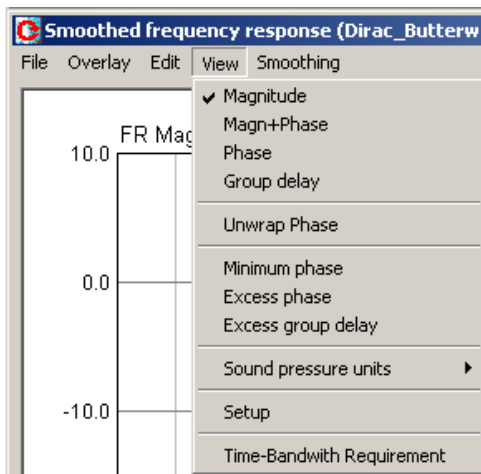 Smoothed frequency response (Dirac_Butterw
File Overlay Edit View Smoothing
FR Mag
10.0
0.0
-10.0
Magnitude
Magn+Phase
Phase
Group delay
Unwrap Phase
Minimum phase
Excess phase
Excess group delay
Sound pressure units
Setup
Time-Bandwith Requirement